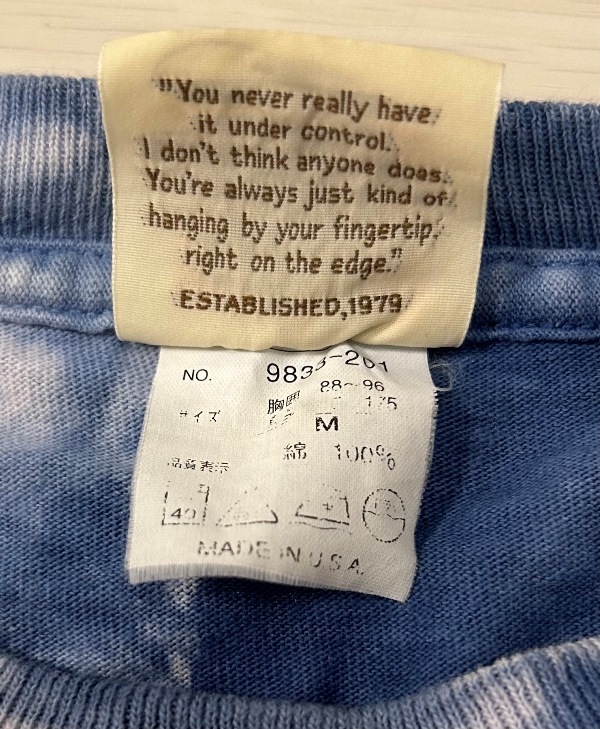 "You never really have
it under control.
I don't think anyone does.
You're always just kind of
hanging by your fingertip,
right on the edge."
ESTABLISHED,1979
NO.
88~96
サイズ 胸囲 175
M
綿 100%
品質表示
40
MADE IN U.S.A.